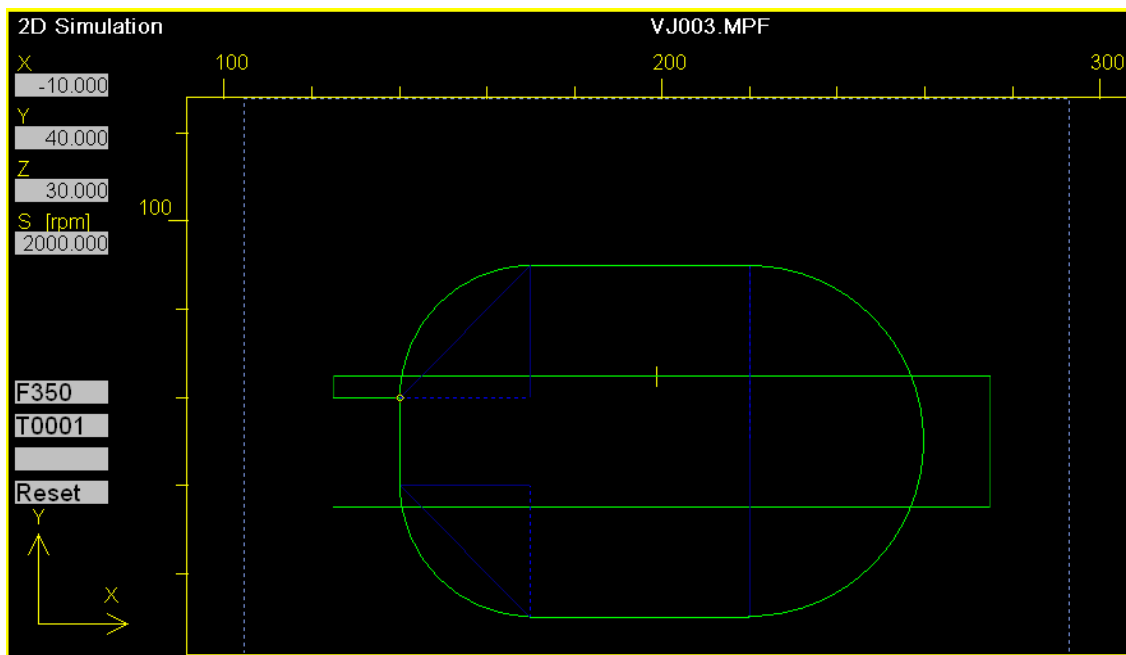 2D Simulation VJ003.MPF
X 100 200 300
-10.000
Y
40.000
Z
30.000
100
S [rpm]
2000.000
F350
T0001
Reset
Y
X